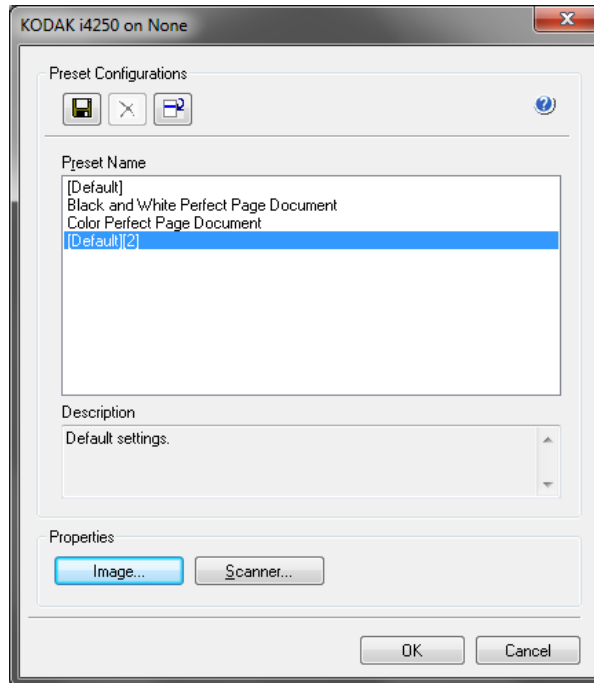 KODAK i4250 on None
Preset Configurations
Preset Name
[Default]
Black and White Perfect Page Document
Color Perfect Page Document
[Default][2]
Description
Default settings.
Properties
Image... Scanner...
OK Cancel